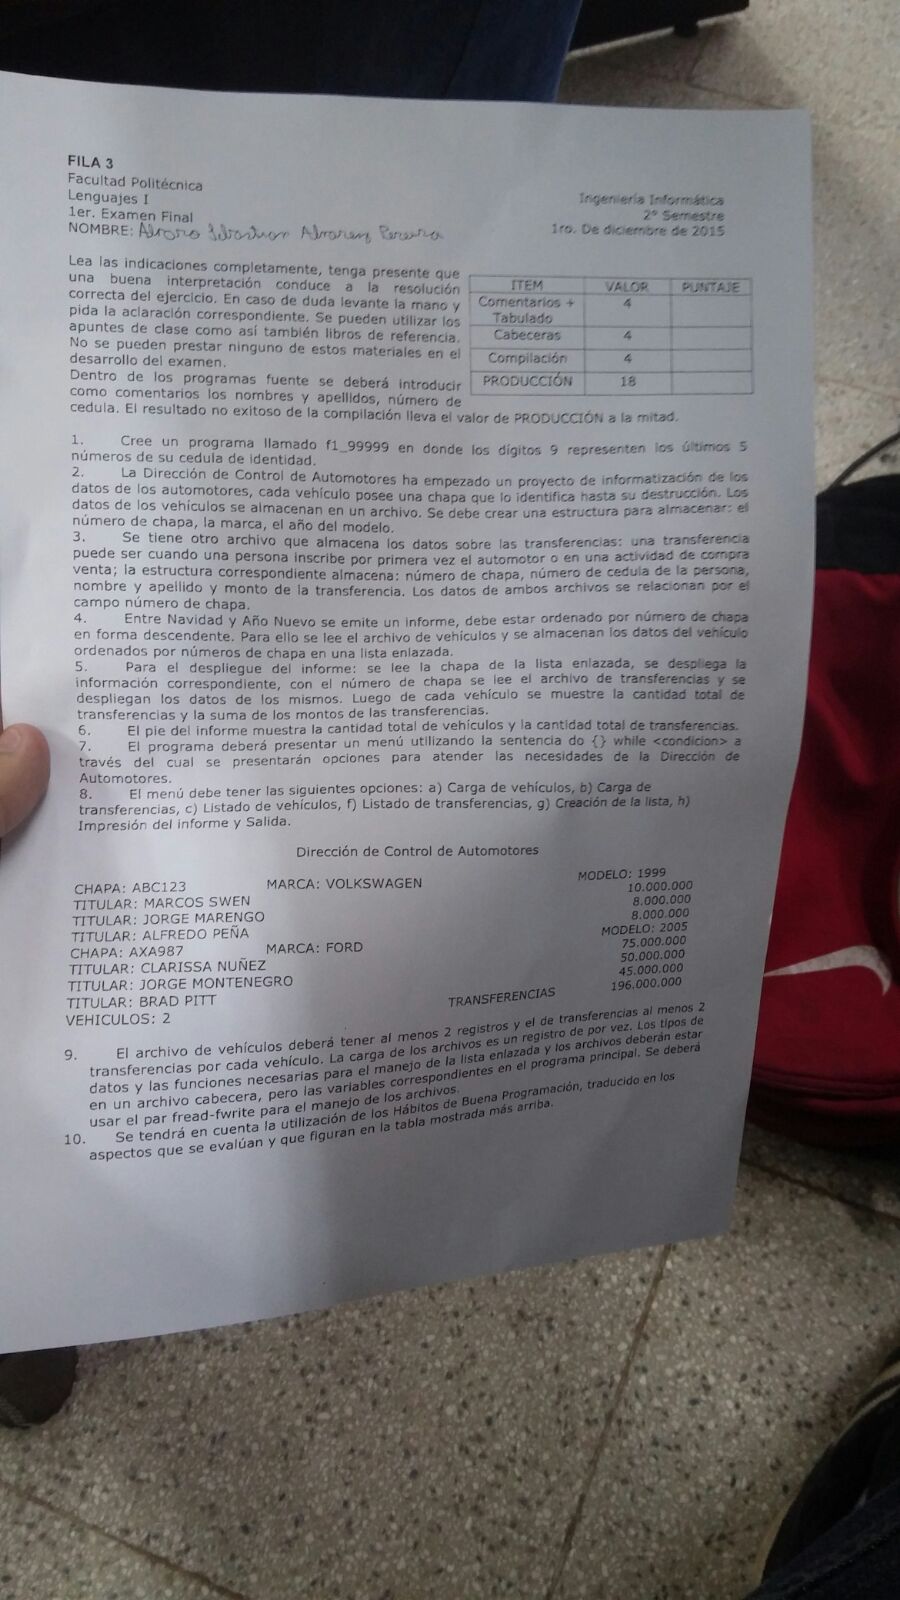 FILA 3
Facultad Politécnica
Lenguajes I
1er. Examen Final
NOMBRE: Alvaro Sebastian Alvarez Pereira
Ingeniería Informática
2° Semestre
1ro. De diciembre de 2015
Lea las indicaciones completamente, tenga presente que
una buena interpretación conduce a la resolución
correcta del ejercicio. En caso de duda levante la mano y
pida la aclaración correspondiente. Se pueden utilizar los
apuntes de clase como así también libros de referencia.
No se pueden prestar ninguno de estos materiales en el
desarrollo del examen.
Dentro de los programas fuente se deberá introducir
como comentarios los nombres y apellidos, número de
cedula. El resultado no exitoso de la compilación lleva el valor de PRODUCCIÓN a la mitad.
ITEM VALOR PUNTAJE
Comentarios + Tabulado 4
Cabeceras 4
Compilación 4
PRODUCCIÓN 18
1. Cree un programa llamado f1_99999 en donde los dígitos 9 representen los últimos 5
números de su cedula de identidad.
2. La Dirección de Control de Automotores ha empezado un proyecto de informatización de los
datos de los automotores, cada vehículo posee una chapa que lo identifica hasta su destrucción. Los
datos de los vehículos se almacenan en un archivo. Se debe crear una estructura para almacenar: el
número de chapa, la marca, el año del modelo.
3. Se tiene otro archivo que almacena los datos sobre las transferencias: una transferencia
puede ser cuando una persona inscribe por primera vez el automotor o en una actividad de compra
venta; la estructura correspondiente almacena: número de chapa, número de cedula de la persona,
nombre y apellido y monto de la transferencia. Los datos de ambos archivos se relacionan por el
campo número de chapa.
4. Entre Navidad y Año Nuevo se emite un informe, debe estar ordenado por número de chapa
en forma descendente. Para ello se lee el archivo de vehículos y se almacenan los datos del vehículo
ordenados por números de chapa en una lista enlazada.
5. Para el despliegue del informe: se lee la chapa de la lista enlazada, se despliega la
información correspondiente, con el número de chapa se lee el archivo de transferencias y se
despliegan los datos de los mismos. Luego de cada vehículo se muestre la cantidad total de
transferencias y la suma de los montos de las transferencias.
6. El pie del informe muestra la cantidad total de vehículos y la cantidad total de transferencias.
7. El programa deberá presentar un menú utilizando la sentencia do {} while <condicion> a
través del cual se presentarán opciones para atender las necesidades de la Dirección de
Automotores.
8. El menú debe tener las siguientes opciones: a) Carga de vehículos, b) Carga de
transferencias, c) Listado de vehículos, f) Listado de transferencias, g) Creación de la lista, h)
Impresión del informe y Salida.
Dirección de Control de Automotores
CHAPA: ABC123 MARCA: VOLKSWAGEN MODELO: 1999
TITULAR: MARCOS SWEN 10.000.000
TITULAR: JORGE MARENGO 8.000.000
TITULAR: ALFREDO PEÑA 8.000.000
CHAPA: AXA987 MARCA: FORD MODELO: 2005
TITULAR: CLARISSA NUÑEZ 75.000.000
TITULAR: JORGE MONTENEGRO 50.000.000
TITULAR: BRAD PITT 45.000.000
VEHICULOS: 2 TRANSFERENCIAS 196.000.000
9. El archivo de vehículos deberá tener al menos 2 registros y el de transferencias al menos 2
transferencias por cada vehículo. La carga de los archivos es un registro de por vez. Los tipos de
datos y las funciones necesarias para el manejo de la lista enlazada y los archivos deberán estar
en un archivo cabecera, pero las variables correspondientes en el programa principal. Se deberá
usar el par fread-fwrite para el manejo de los archivos.
10. Se tendrá en cuenta la utilización de los Hábitos de Buena Programación, traducido en los
aspectos que se evalúan y que figuran en la tabla mostrada más arriba.